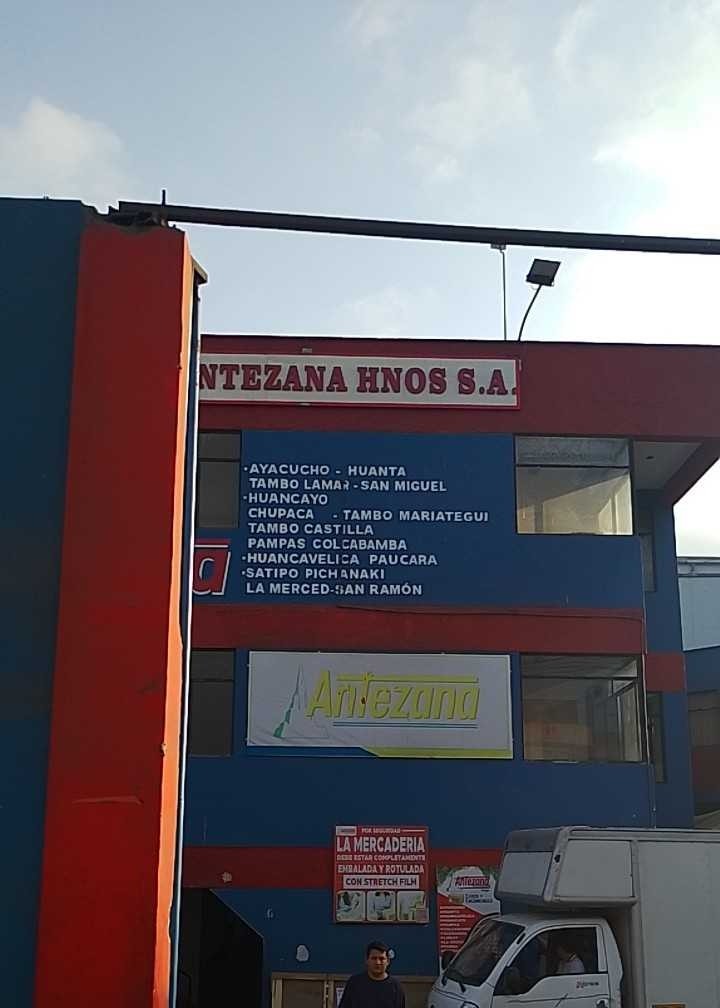 NTEZANA HNOS S.A.
·AYACUCHO - HUANTA
TAMBO LAMAR - SAN MIGUEL
·HUANCAYO
CHUPACA - TAMBO MARIATEGUI
TAMBO CASTILLA
PAMPAS COLCABAMBA
·HUANCAVELICA PAUCARA
·SATIPO PICHANAKI
LA MERCED-SAN RAMÓN
a
Antezana
POR SEGURIDAD
LA MERCADERIA
DEBE ESTAR COMPLETAMENTE
EMBALADA Y ROTULADA
CON STRETCH FILM
Antezana